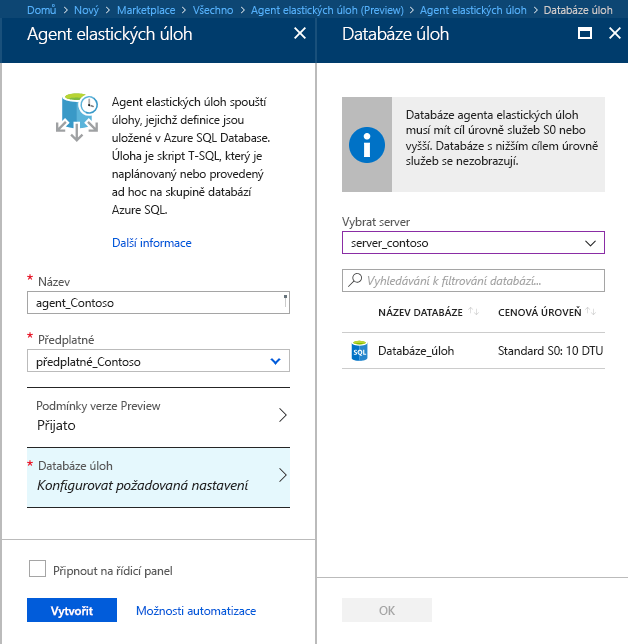 Domů > Nový > Marketplace > Všechno > Agent elastických úloh (Preview) > Agent elastických úloh > Databáze úloh
Agent elastických úloh
Agent elastických úloh spouští
úlohy, jejichž definice jsou
uložené v Azure SQL Database.
Úloha je skript T-SQL, který je
naplánovaný nebo provedený
ad hoc na skupině databází
Azure SQL.
Další informace
* Název
agent_Contoso
* Předplatné
předplatné_Contoso
Podmínky verze Preview
Přijato
* Databáze úloh
Konfigurovat požadovaná nastavení
Připnout na řídicí panel
Vytvořit
Možnosti automatizace
Databáze úloh
Databáze agenta elastických úloh
musí mít cíl úrovně služeb S0 nebo
vyšší. Databáze s nižším cílem úrovně
služeb se nezobrazují.
Vybrat server
server_contoso
Vyhledávání k filtrování databází...
NÁZEV DATABÁZE CENOVÁ ÚROVEŇ
SQL Databáze_úloh Standard S0: 10 DTU
OK